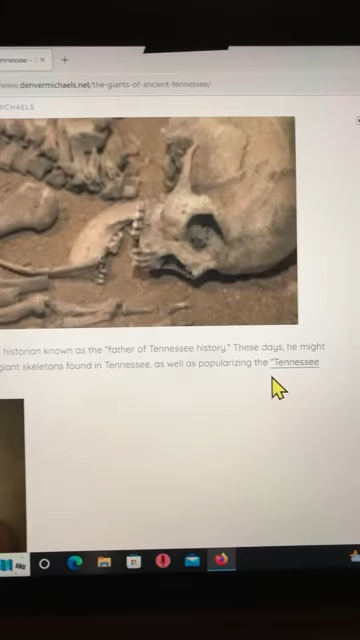 nnessee –
www.denvermichaels.net/the-giants-of-ancient-tennessee/
MICHAELS
historian known as the "father of Tennessee history." These days, he might
giant skeletons found in Tennessee, as well as popularizing the "Tennessee